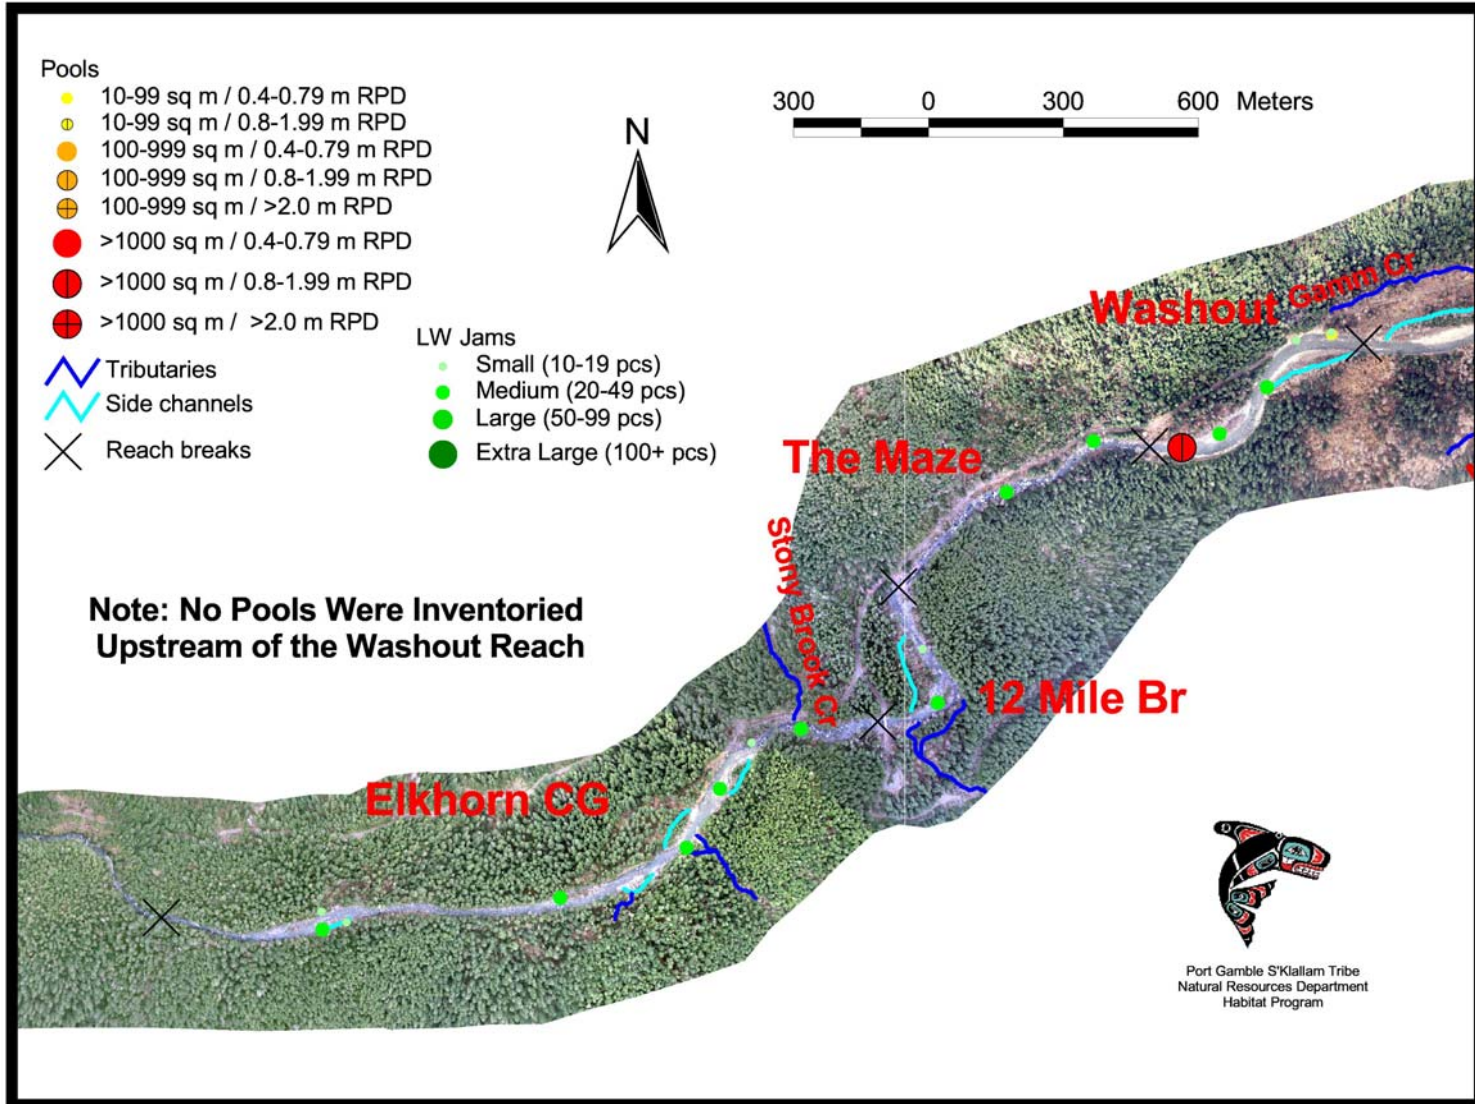 Pools
10-99 sq m / 0.4-0.79 m RPD
10-99 sq m / 0.8-1.99 m RPD
100-999 sq m / 0.4-0.79 m RPD
100-999 sq m / 0.8-1.99 m RPD
100-999 sq m / >2.0 m RPD
>1000 sq m / 0.4-0.79 m RPD
>1000 sq m / 0.8-1.99 m RPD
>1000 sq m / >2.0 m RPD
Tributaries
Side channels
Reach breaks
LW Jams
Small (10-19 pcs)
Medium (20-49 pcs)
Large (50-99 pcs)
Extra Large (100+ pcs)
N
300 0 300 600 Meters
Washout
Gamm Cr
The Maze
Stony Brook Cr
12 Mile Br
Elkhorn CG
Note: No Pools Were Inventoried
Upstream of the Washout Reach
Port Gamble S'Klallam Tribe
Natural Resources Department
Habitat Program